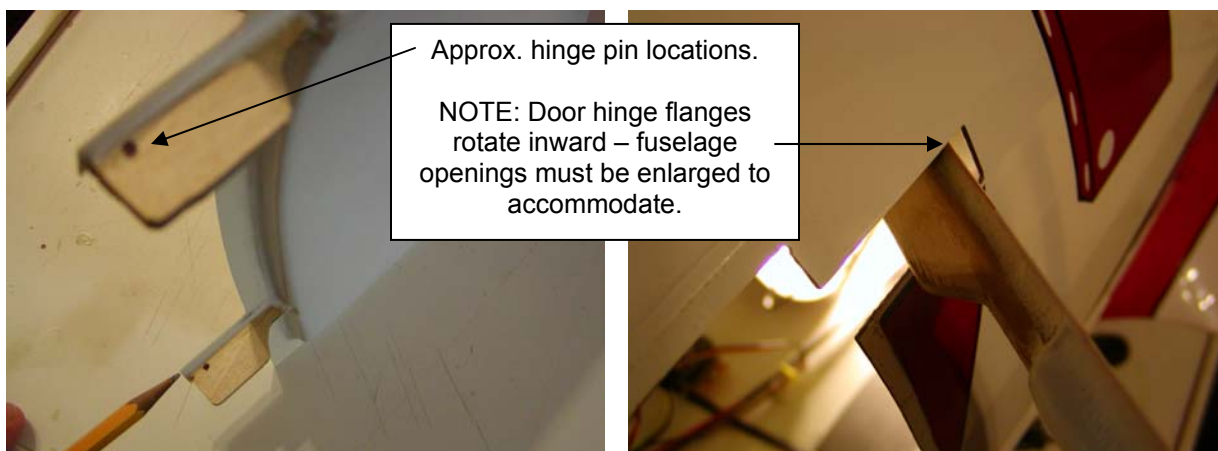 Approx. hinge pin locations.
NOTE: Door hinge flanges
rotate inward – fuselage
openings must be enlarged to
accommodate.